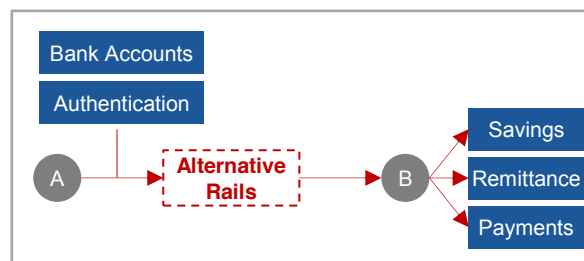 Bank Accounts
Authentication
A
Alternative
Rails
B
Savings
Remittance
Payments